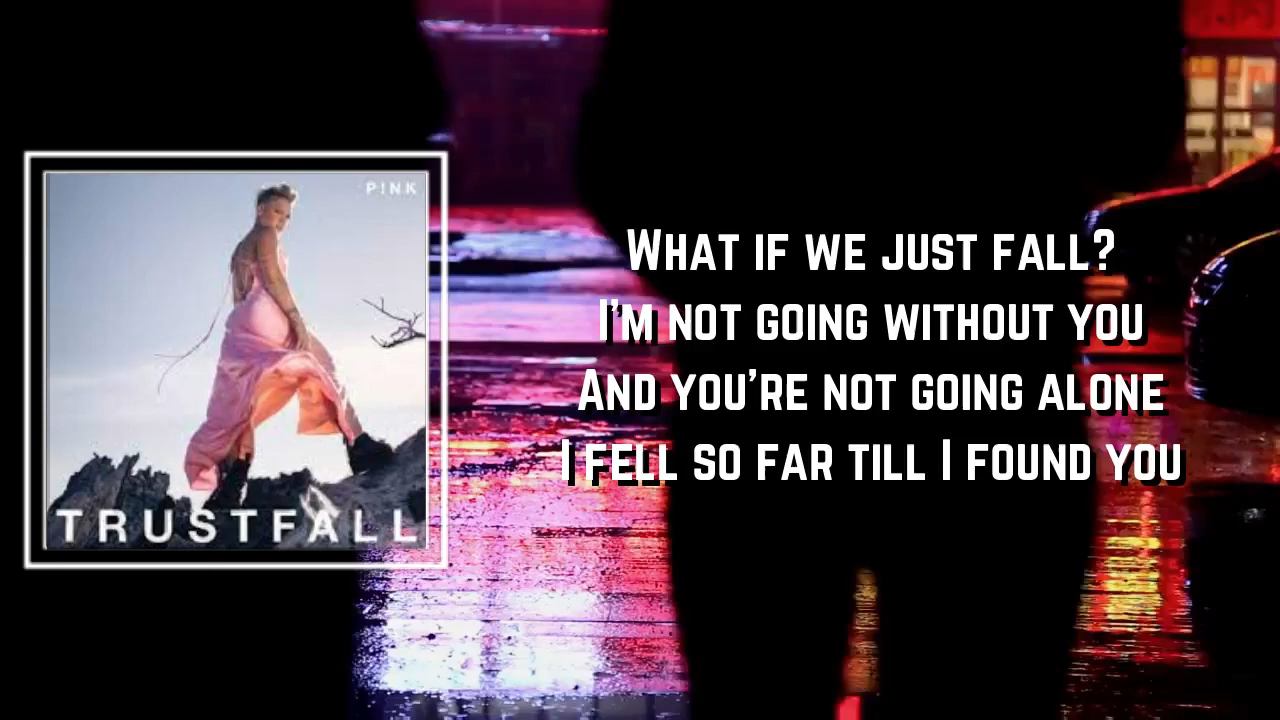 P!NK
TRUSTFALL
What if we just fall?
I'm not going without you
And you're not going alone
I fell so far till I found you